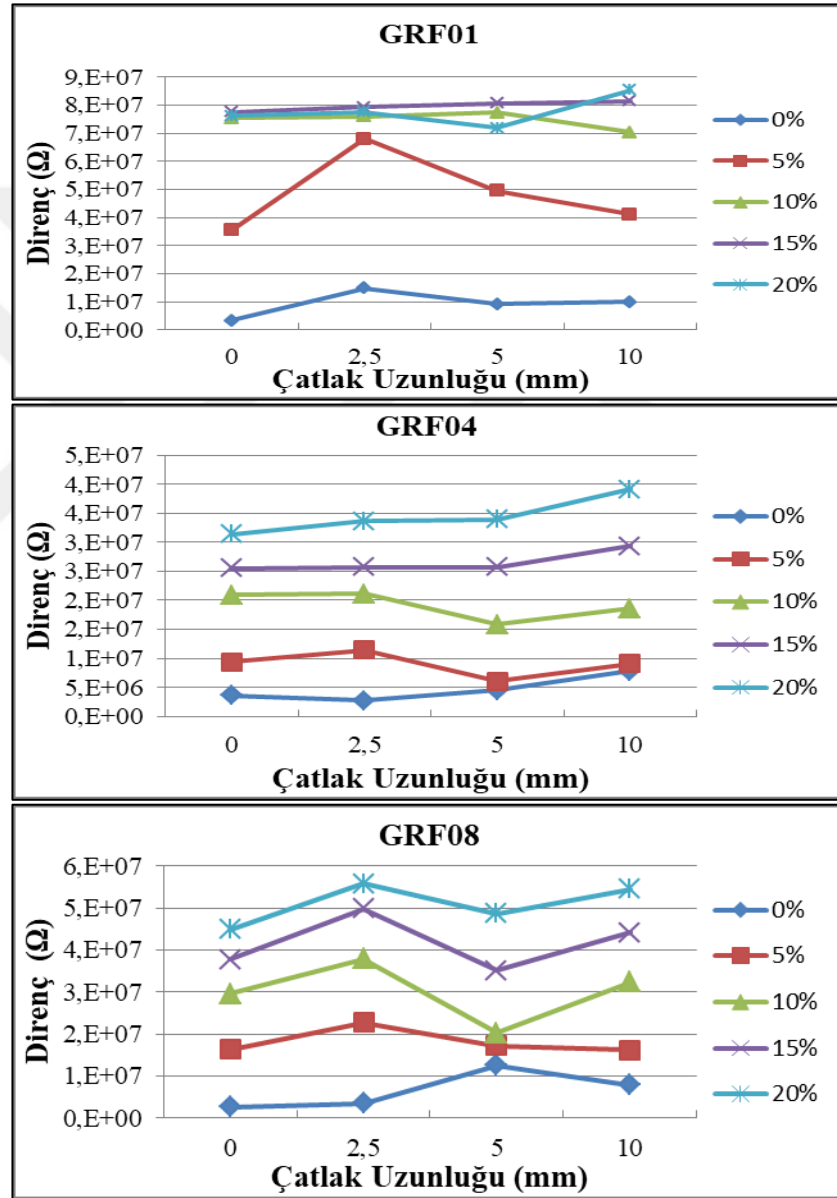 GRF01
9,E+07
8,E+07
7,E+07
6,E+07
5,E+07
4,E+07
3,E+07
2,E+07
1,E+07
0,E+00
Direnç (Ω)
0 2,5 5 10
Çatlak Uzunluğu (mm)
0%
5%
10%
15%
20%
GRF04
5,E+07
4,E+07
4,E+07
3,E+07
3,E+07
2,E+07
2,E+07
1,E+07
5,E+06
0,E+00
Direnç (Ω)
0 2,5 5 10
Çatlak Uzunluğu (mm)
0%
5%
10%
15%
20%
GRF08
6,E+07
5,E+07
4,E+07
3,E+07
2,E+07
1,E+07
0,E+00
Direnç (Ω)
0 2,5 5 10
Çatlak Uzunluğu (mm)
0%
5%
10%
15%
20%